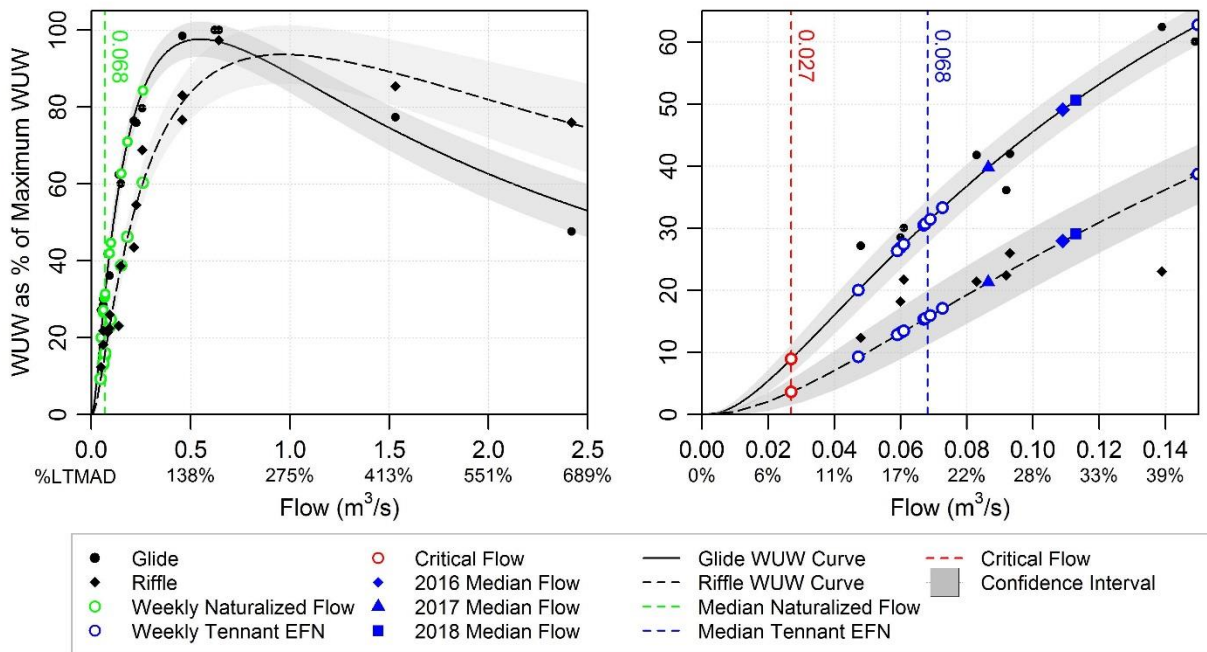 WUW as % of Maximum WUW
100
80
60
40
20
0
0.068
0.0 0.5 1.0 1.5 2.0 2.5
%LTMAD 138% 275% 413% 551% 689%
Flow (m³/s)
60
50
40
30
20
10
0
0.027
0.068
0.00 0.02 0.04 0.06 0.08 0.10 0.12 0.14
0% 6% 11% 17% 22% 28% 33% 39%
Flow (m³/s)
Glide Critical Flow Glide WUW Curve Critical Flow
Riffle 2016 Median Flow Riffle WUW Curve Confidence Interval
Weekly Naturalized Flow 2017 Median Flow Median Naturalized Flow
Weekly Tennant EFN 2018 Median Flow Median Tennant EFN